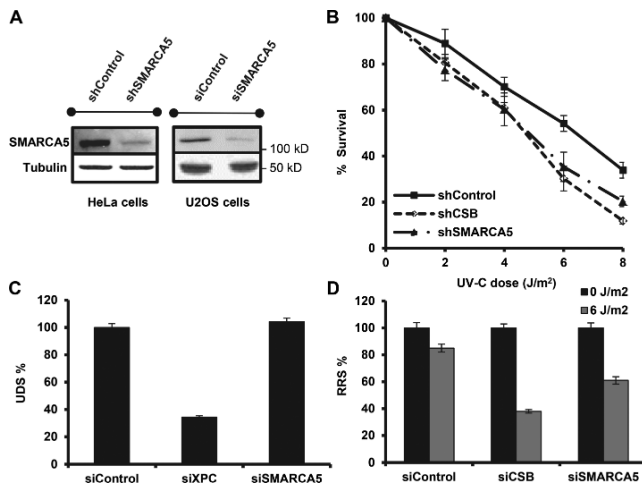 A
shControl
shSMARCA5
siControl
siSMARCA5
SMARCA5
Tubulin
100 kD
50 kD
HeLa cells
U2OS cells
B
% Survival
100
80
60
40
20
0
shControl
shCSB
shSMARCA5
0
2
4
6
8
UV-C dose (J/m²)
C
UDS %
120
100
80
60
40
20
0
siControl
siXPC
siSMARCA5
D
RRS %
120
100
80
60
40
20
0
0 J/m2
6 J/m2
siControl
siCSB
siSMARCA5